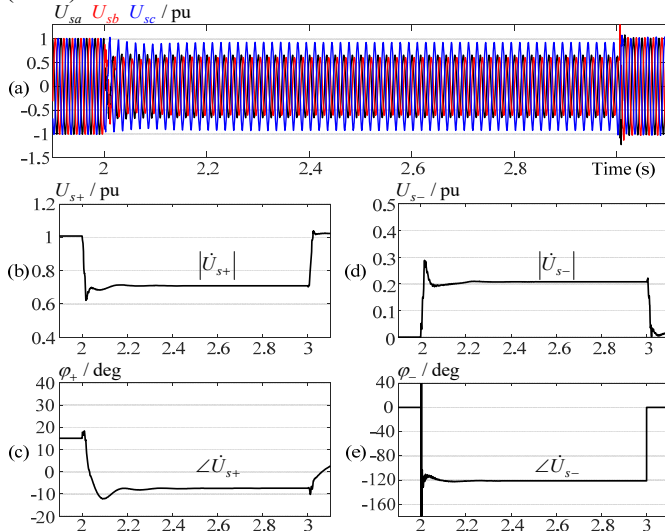 U_sa U_sb U_sc / pu
1
0.5
(a) 0
-0.5
-1
-1.5
2 2.2 2.4 2.6 2.8 Time (s)
U_s+ / pu
1.2
1
(b) 0.8
|U̇_s+|
0.6
0.4
2 2.2 2.4 2.6 2.8 3
U_s− / pu
0.5
0.4
0.3
(d)
|U̇_s−|
0.2
0.1
0
2 2.2 2.4 2.6 2.8 3
φ_+ / deg
40
30
20
(c) 10
0
∠U̇_s+
-10
-20
2 2.2 2.4 2.6 2.8 3
φ_− / deg
40
0
-40
(e) -80
∠U̇_s−
-120
-160
2 2.2 2.4 2.6 2.8 3